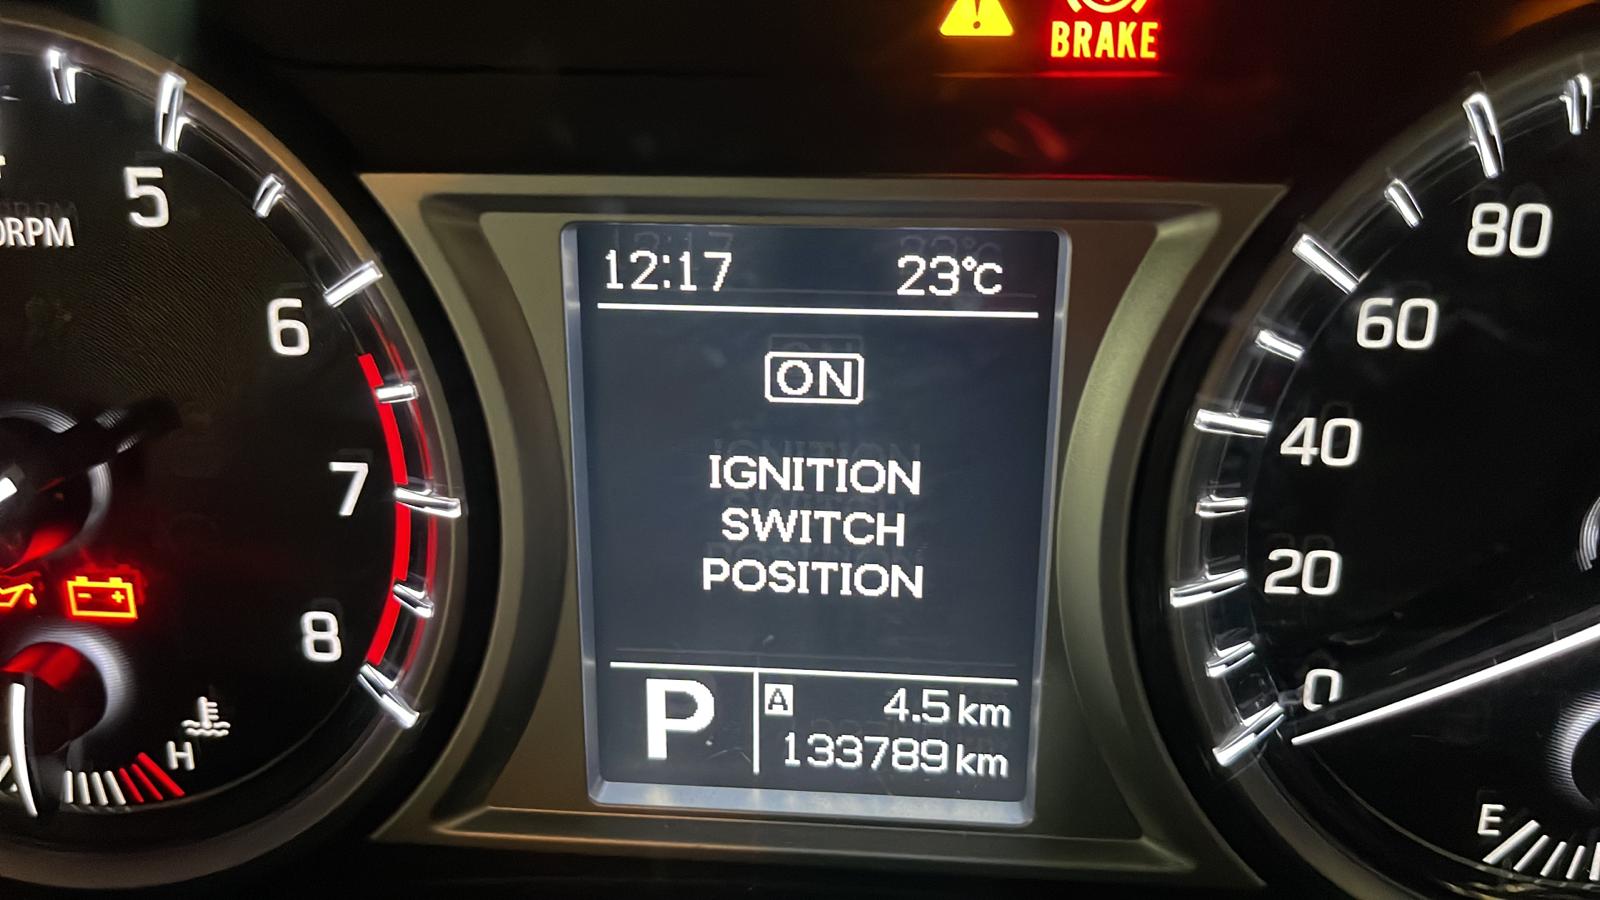 BRAKE
5
6
7
8
H
12:17 23°C
ON
IGNITION
SWITCH
POSITION
P A 4.5 km
133789 km
80
60
40
20
0
E